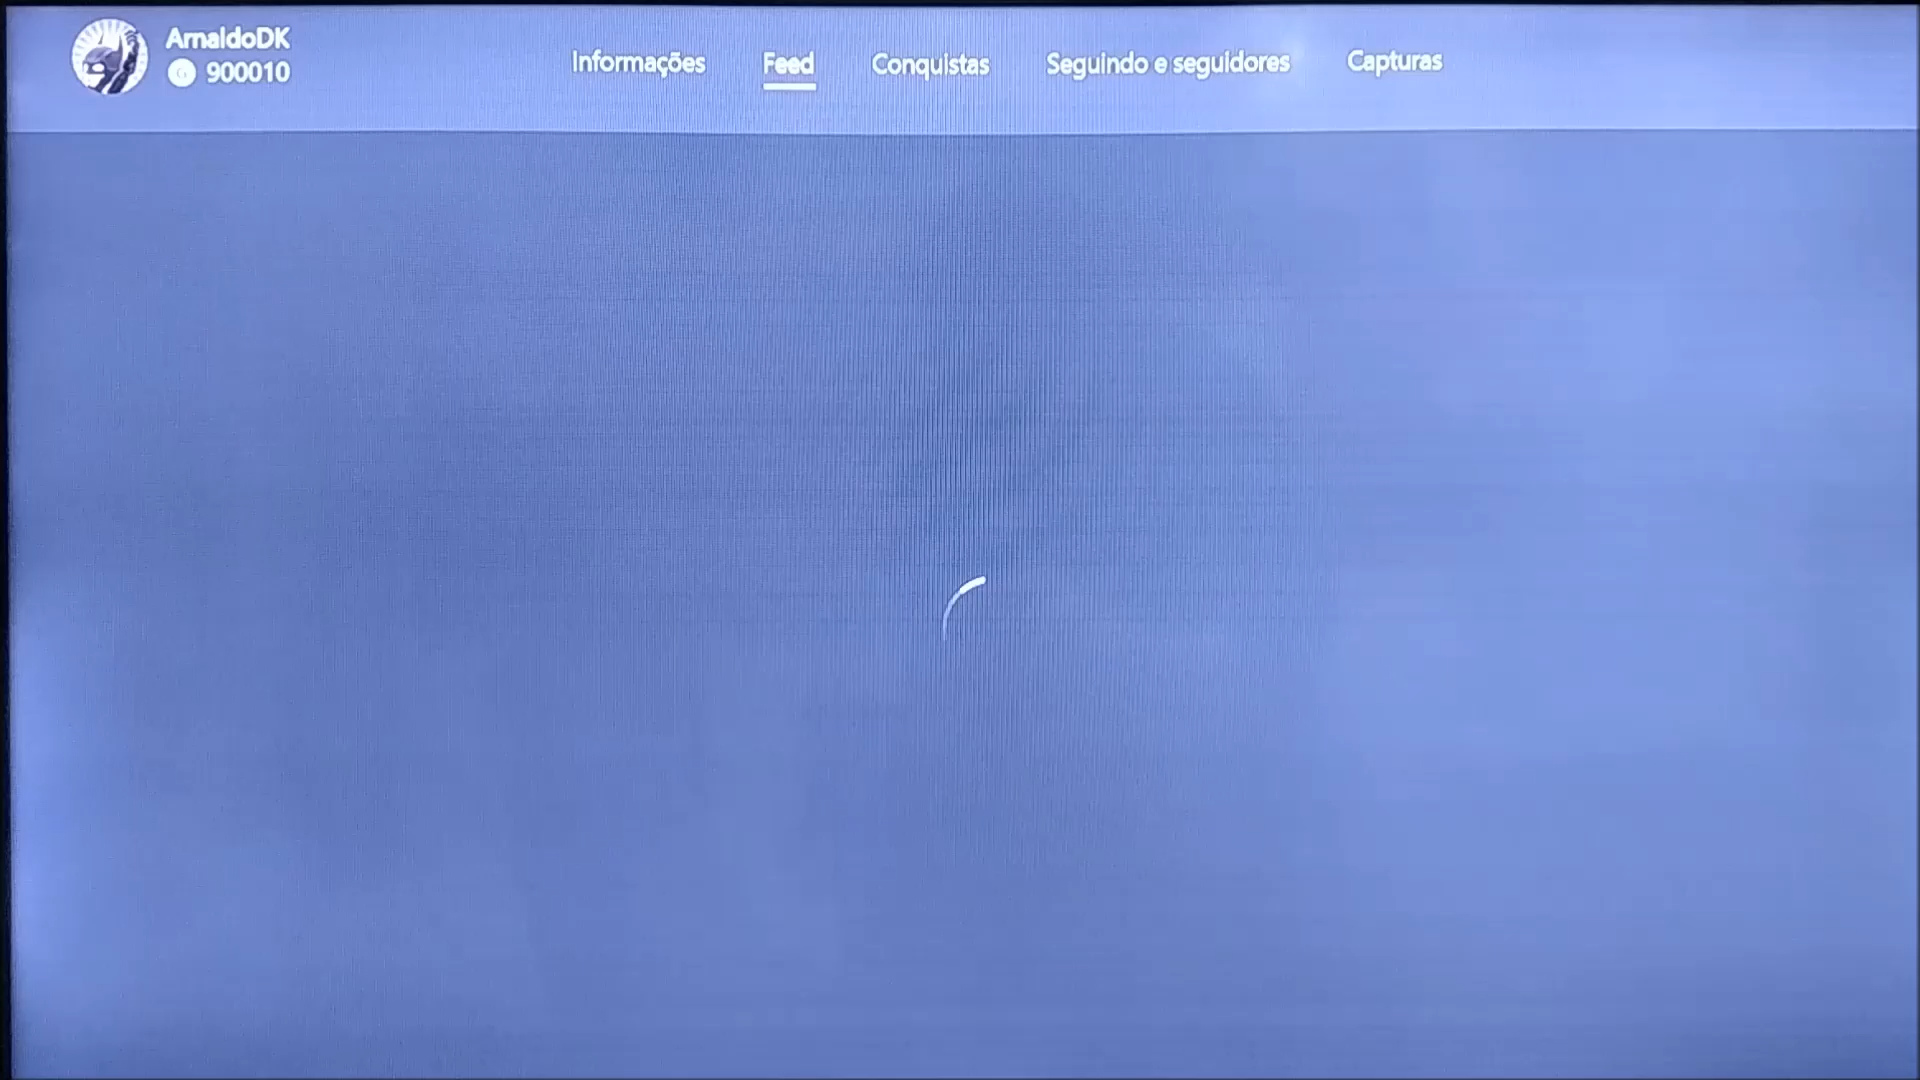 ArnaldoDK
G 900010
Informações Feed Conquistas Seguindo e seguidores Capturas